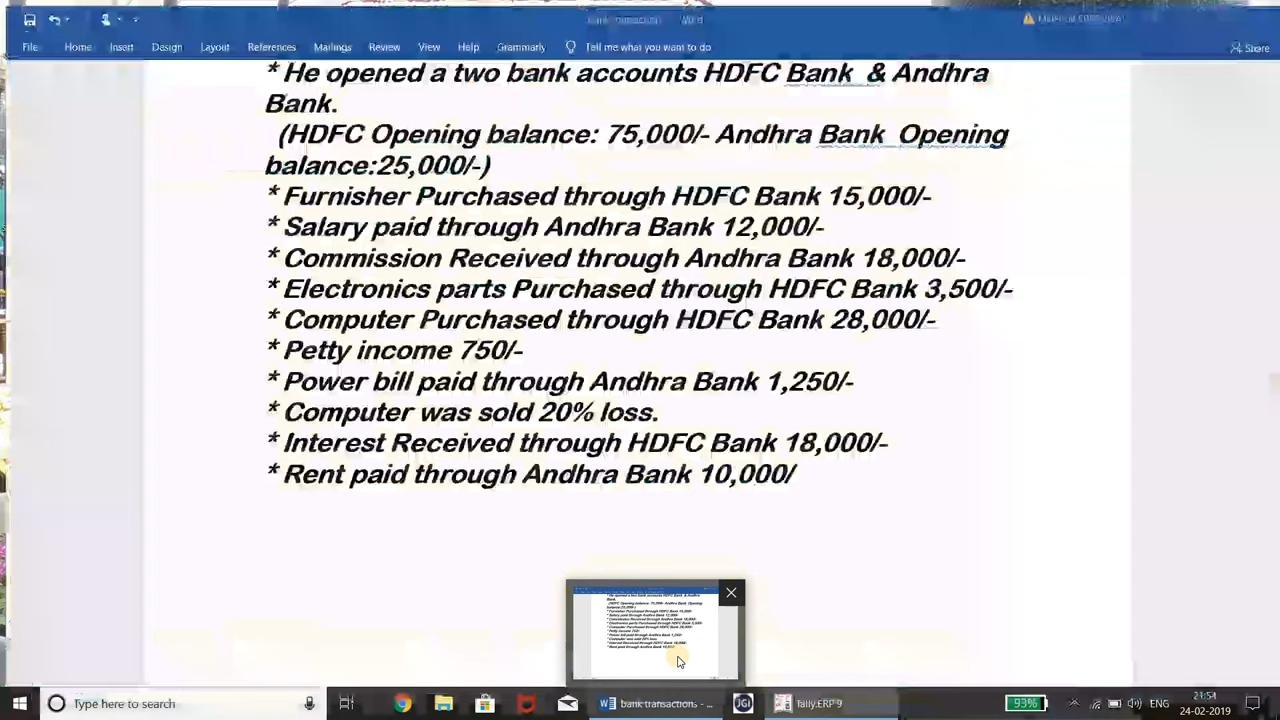 bank transactions - Word
File Home Insert Design Layout References Mailings Review View Help Grammarly Tell me what you want to do Share
* He opened a two bank accounts HDFC Bank & Andhra
Bank.
(HDFC Opening balance: 75,000/- Andhra Bank Opening
balance:25,000/-)
* Furnisher Purchased through HDFC Bank 15,000/-
* Salary paid through Andhra Bank 12,000/-
* Commission Received through Andhra Bank 18,000/-
* Electronics parts Purchased through HDFC Bank 3,500/-
* Computer Purchased through HDFC Bank 28,000/-
* Petty income 750/-
* Power bill paid through Andhra Bank 1,250/-
* Computer was sold 20% loss.
* Interest Received through HDFC Bank 18,000/-
* Rent paid through Andhra Bank 10,000/
Type here to search
bank transactions - ...
JGI
Tally.ERP 9
93%
ENG
21:54
24-02-2019